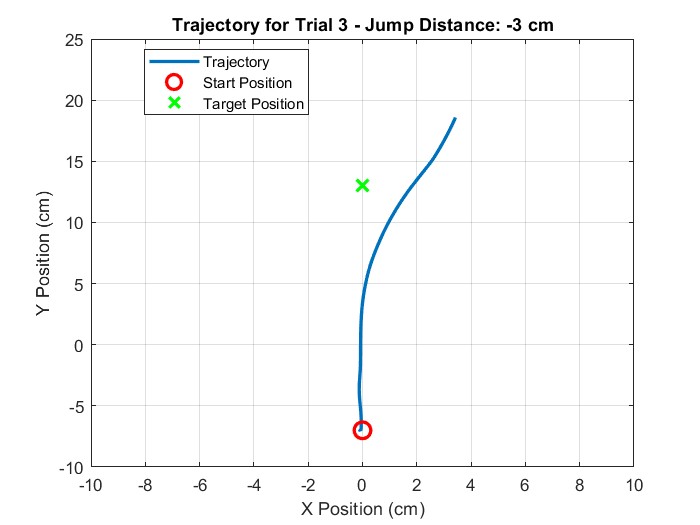 Trajectory for Trial 3 - Jump Distance: -3 cm
25
20
15
10
5
0
-5
-10
Y Position (cm)
Trajectory
Start Position
Target Position
-10 -8 -6 -4 -2 0 2 4 6 8 10
X Position (cm)